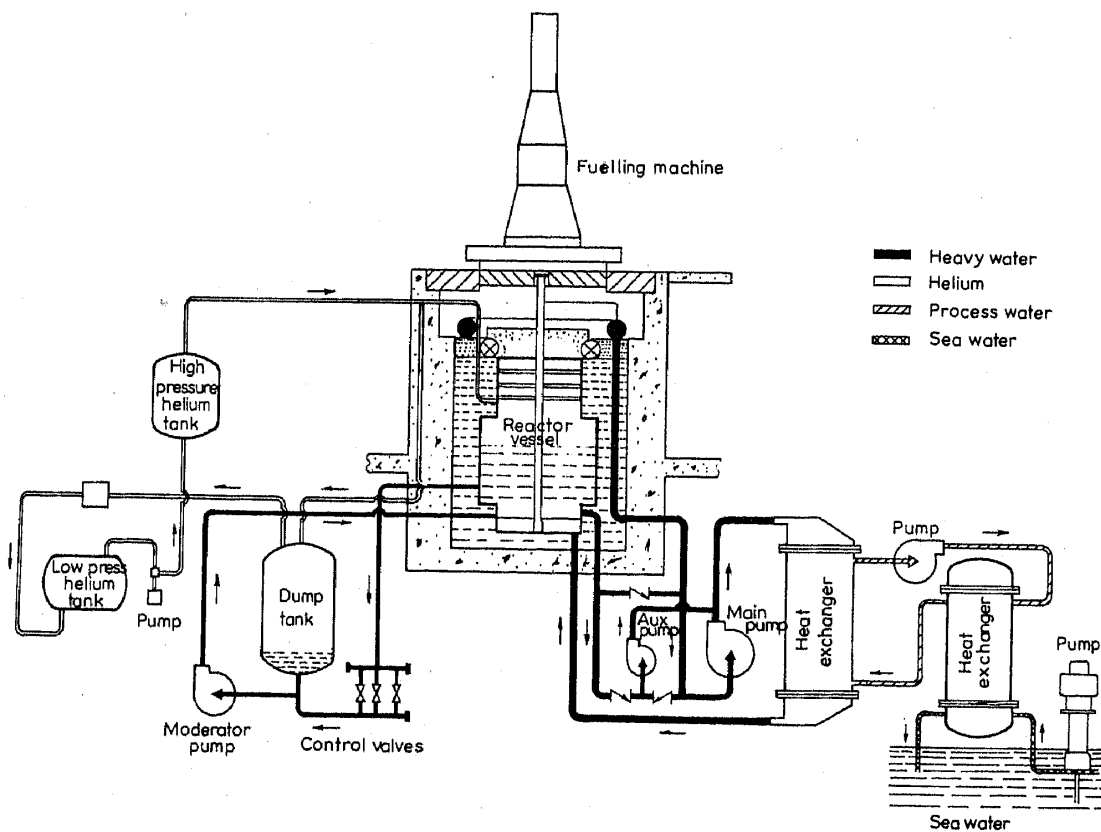 Fuelling machine
Heavy water
Helium
Process water
Sea water
High
pressure
helium
tank
Reactor
vessel
Low press
helium
tank
Pump
Dump
tank
Moderator
pump
Control valves
Aux
pump
Main
pump
Heat
exchanger
Pump
Heat
exchanger
Pump
Sea water